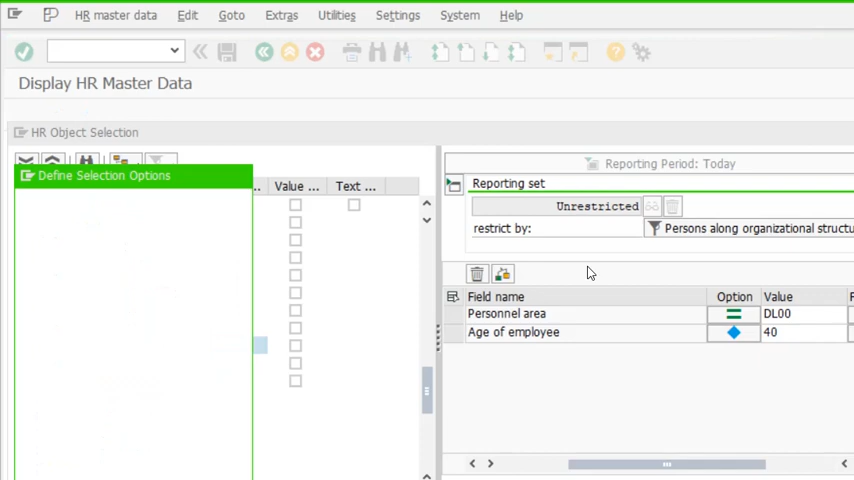 HR master data Edit Goto Extras Utilities Settings System Help
Display HR Master Data
HR Object Selection
Reporting Period: Today
Define Selection Options
.. Value ... Text ...
Reporting set
Unrestricted
restrict by: Persons along organizational structu
Field name Option Value
Personnel area DL00
Age of employee 40